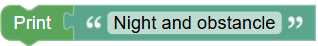 Print “ Night and obstancle ”